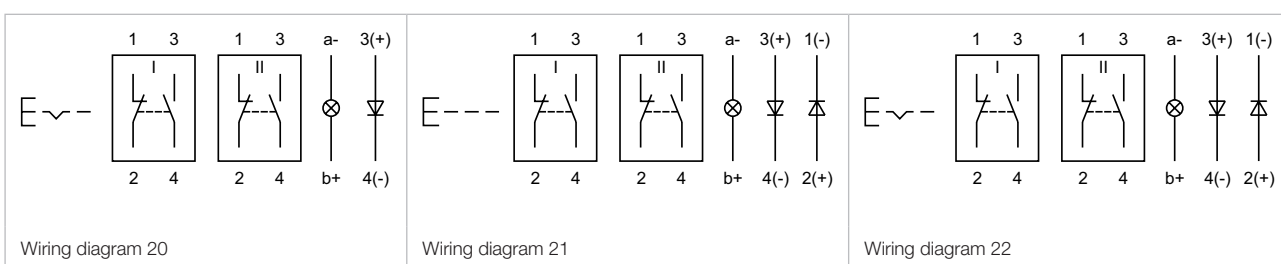 1 3 1 3 a- 3(+)
I II
2 4 2 4 b+ 4(-)
Wiring diagram 20
1 3 1 3 a- 3(+) 1(-)
I II
2 4 2 4 b+ 4(-) 2(+)
Wiring diagram 21
1 3 1 3 a- 3(+) 1(-)
I II
2 4 2 4 b+ 4(-) 2(+)
Wiring diagram 22